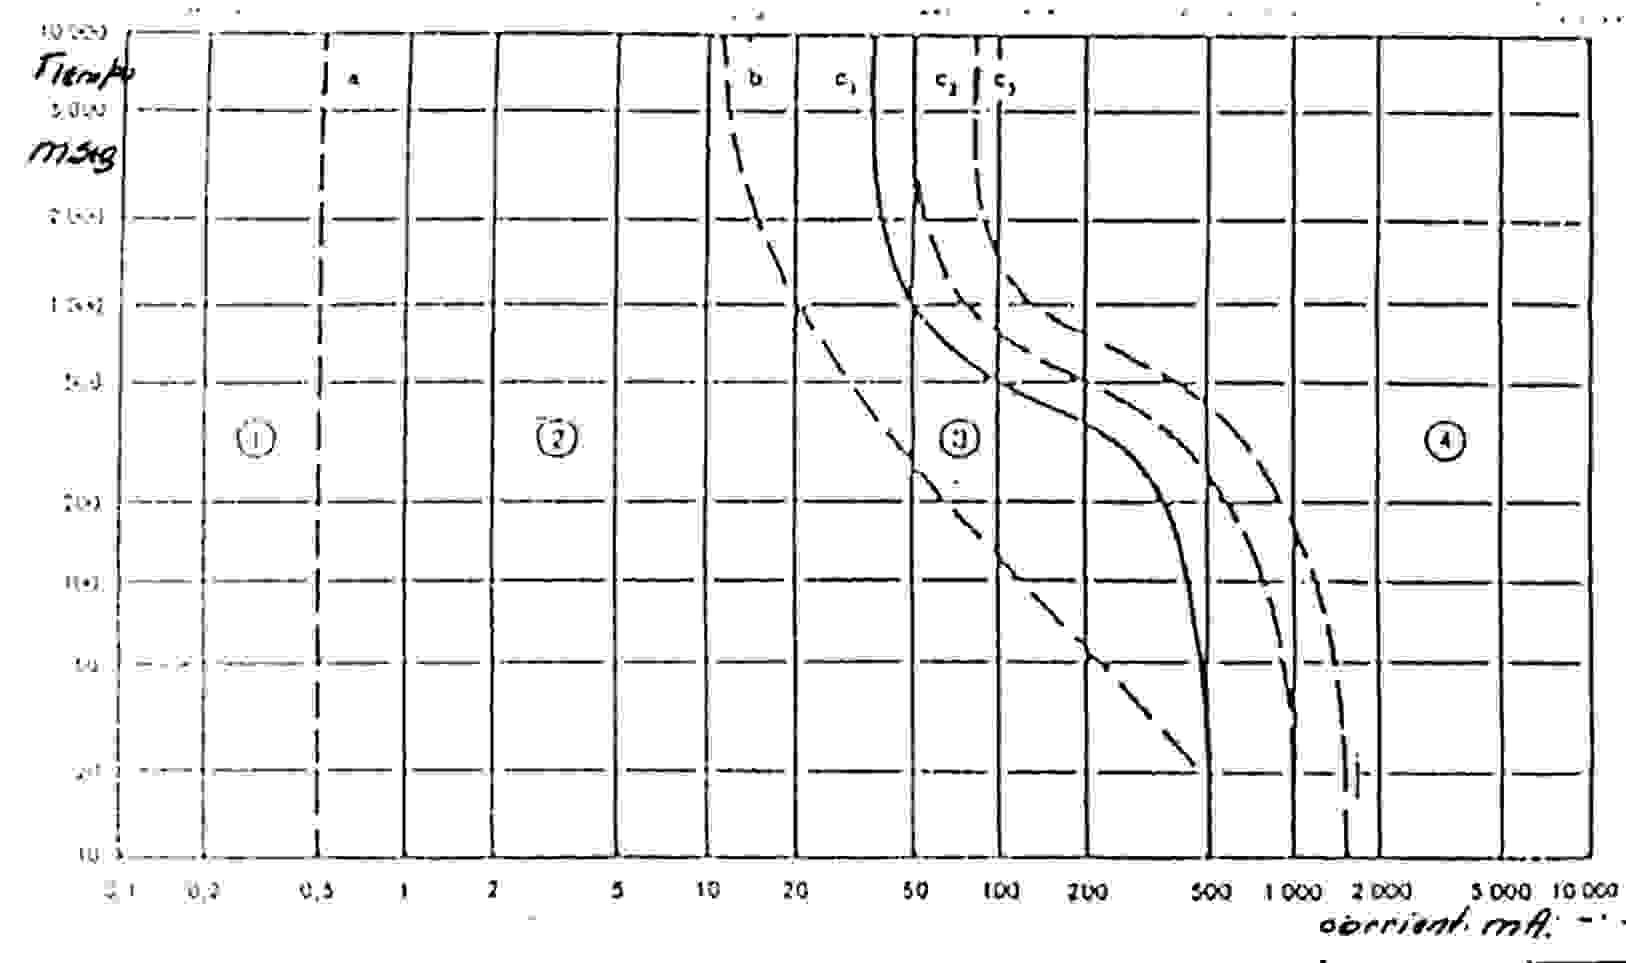 10 000
Tiempo
a
b
c₁
c₂
c₃
5.000
mseg
2.000
1.000
500
①
②
③
④
200
100
50
20
10
0,1 0,2 0,5 1 2 5 10 20 50 100 200 500 1 000 2 000 5 000 10 000
corrient. mA.